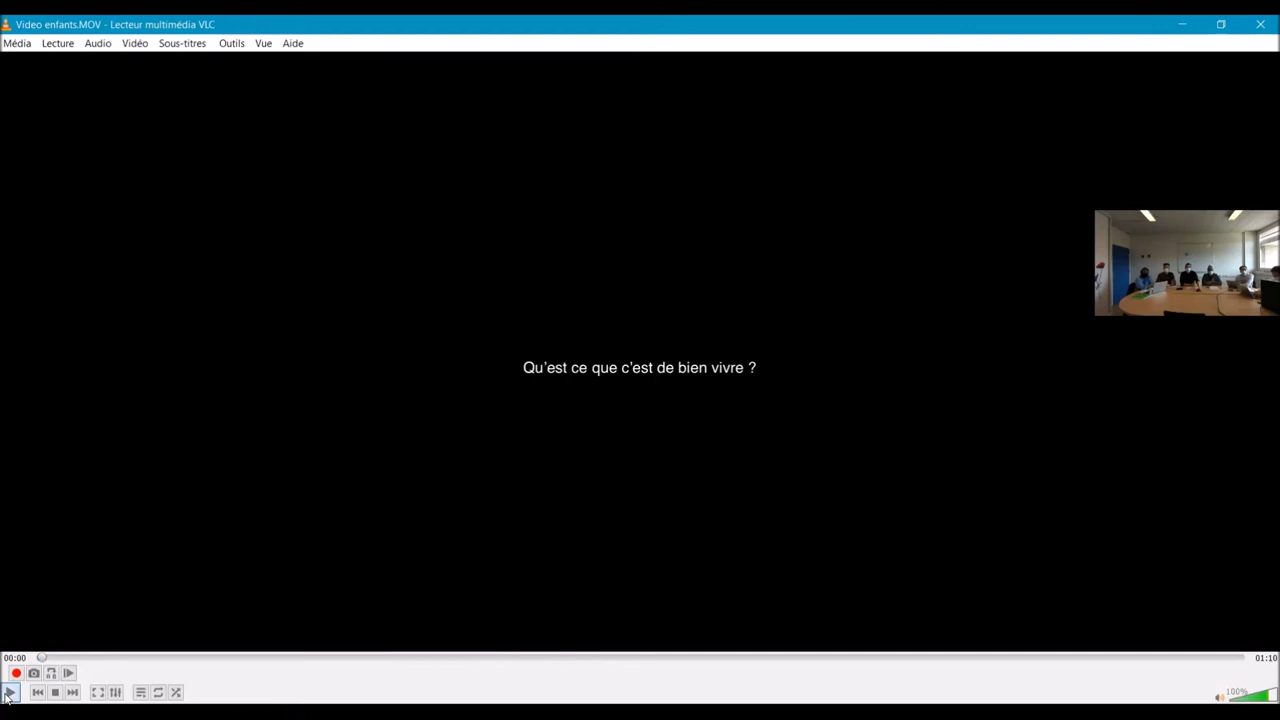 Video enfants.MOV - Lecteur multimédia VLC
Média Lecture Audio Vidéo Sous-titres Outils Vue Aide
Qu'est ce que c'est de bien vivre ?
00:00 01:10
100%